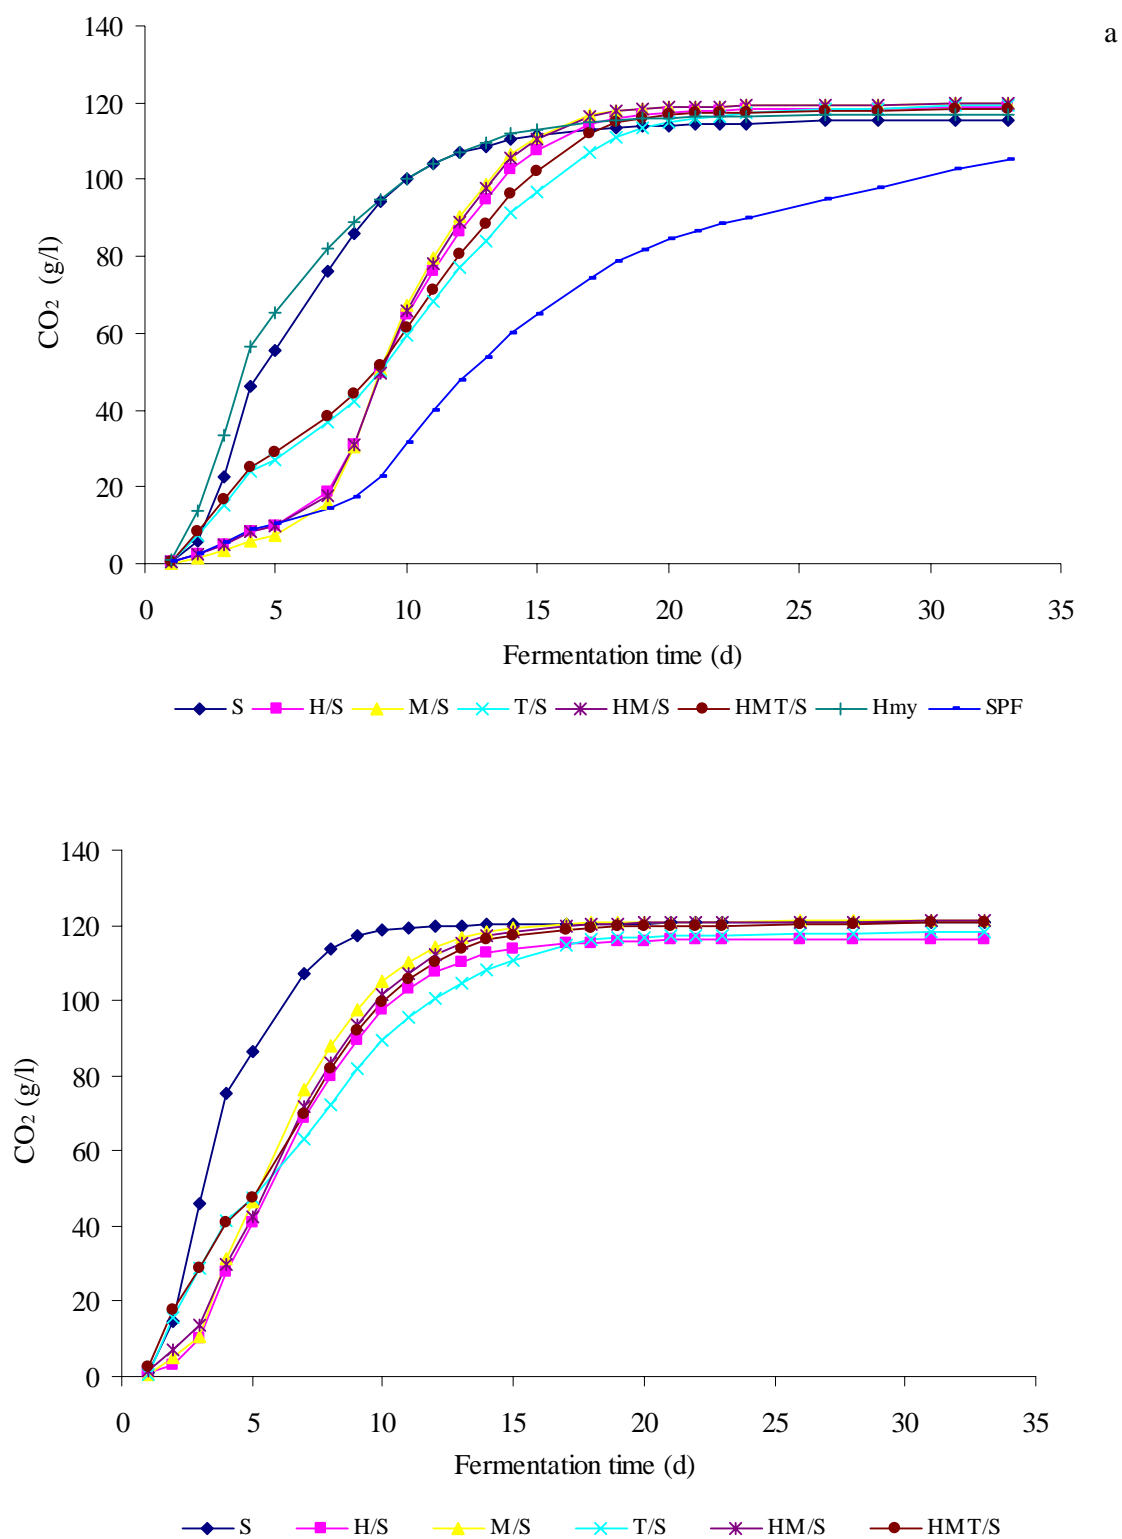 a
140
120
100
80
60
40
20
0
CO2 (g/l)
0 5 10 15 20 25 30 35
Fermentation time (d)
S H/S M/S T/S HM/S HMT/S Hmy SPF
140
120
100
80
60
40
20
0
CO2 (g/l)
0 5 10 15 20 25 30 35
Fermentation time (d)
S H/S M/S T/S HM/S HMT/S